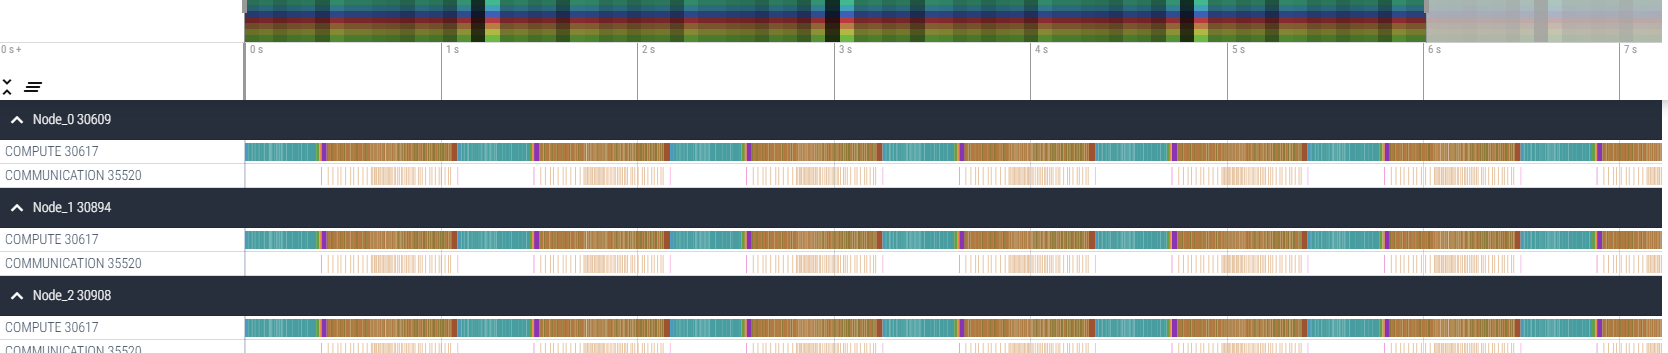 0 s +
0 s 1 s 2 s 3 s 4 s 5 s 6 s 7 s
Node_0 30609
COMPUTE 30617
COMMUNICATION 35520
Node_1 30894
COMPUTE 30617
COMMUNICATION 35520
Node_2 30908
COMPUTE 30617
COMMUNICATION 35520